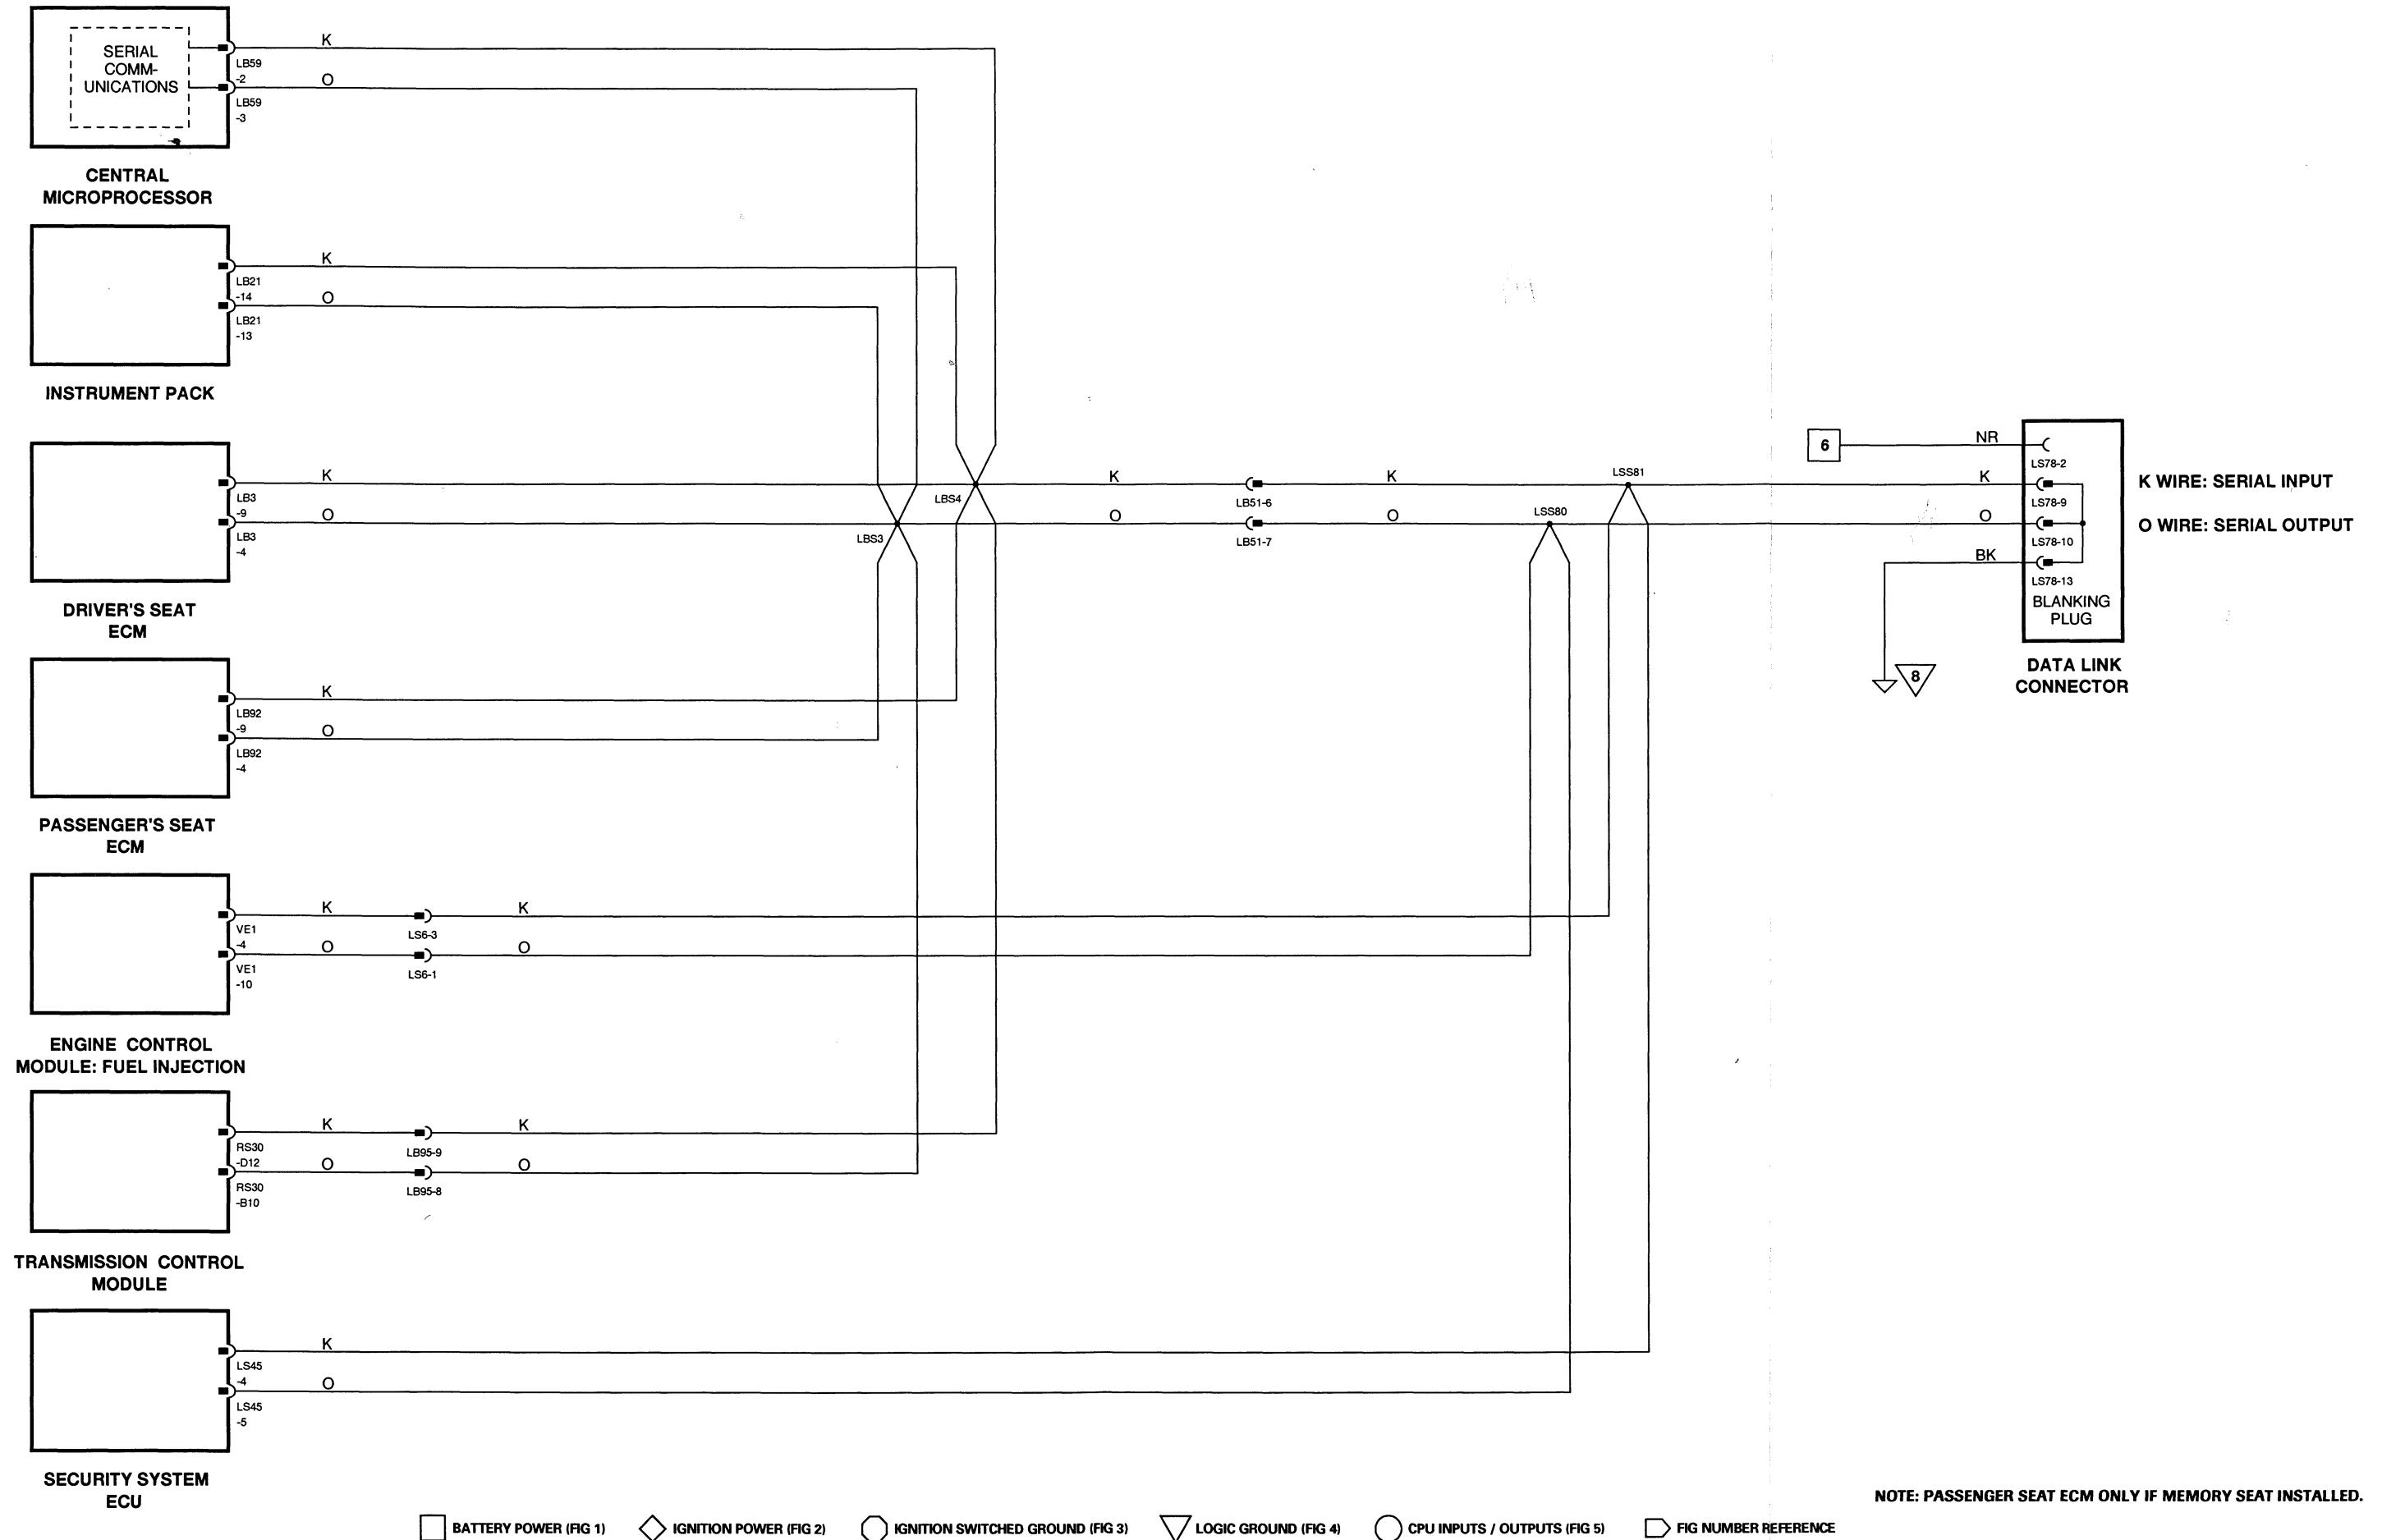 SERIAL
COMM-
UNICATIONS
K
LB59
-2
O
LB59
-3
CENTRAL
MICROPROCESSOR
K
LB21
-14
O
LB21
-13
INSTRUMENT PACK
K
LB3
-9
O
LB3
-4
DRIVER'S SEAT
ECM
K
LB92
-9
O
LB92
-4
PASSENGER'S SEAT
ECM
K
VE1
-4
O
VE1
-10
LS6-3
K
LS6-1
O
ENGINE CONTROL
MODULE: FUEL INJECTION
K
RS30
-D12
O
RS30
-B10
LB95-9
K
LB95-8
O
TRANSMISSION CONTROL
MODULE
K
LS45
-4
O
LS45
-5
SECURITY SYSTEM
ECU
LBS4
LBS3
K
LB51-6
K
O
LB51-7
O
LSS81
LSS80
6
NR
LS78-2
K
LS78-9
O
LS78-10
BK
LS78-13
BLANKING
PLUG
8
DATA LINK
CONNECTOR
K WIRE: SERIAL INPUT
O WIRE: SERIAL OUTPUT
NOTE: PASSENGER SEAT ECM ONLY IF MEMORY SEAT INSTALLED.
BATTERY POWER (FIG 1)
IGNITION POWER (FIG 2)
IGNITION SWITCHED GROUND (FIG 3)
LOGIC GROUND (FIG 4)
CPU INPUTS / OUTPUTS (FIG 5)
FIG NUMBER REFERENCE